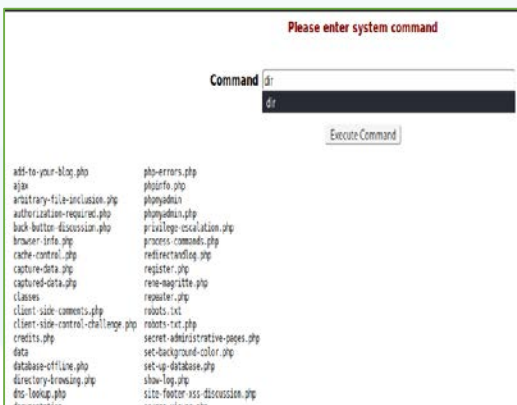 Please enter system command
Command dir
dir
Execute Command
add-to-your-blog.php php-errors.php
ajax phpinfo.php
arbitrary-file-inclusion.php phpmyadmin
authorization-required.php phpmyadmin.php
back-button-discussion.php privilege-escalation.php
browser-info.php process-commands.php
cache-control.php redirectandlog.php
capture-data.php register.php
captured-data.php rene-magritte.php
classes repeater.php
client-side-comments.php robots.txt
client-side-control-challenge.php robots-txt.php
credits.php secret-administrative-pages.php
data set-background-color.php
database-offline.php set-up-database.php
directory-browsing.php show-log.php
dns-lookup.php site-footer-xss-discussion.php